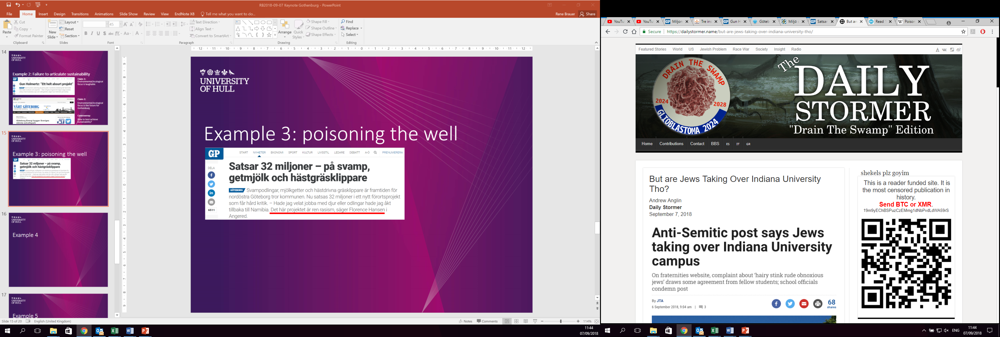 RB2018-09-07 Keynote Gothenburg - PowerPoint
File Home Insert Design Transitions Animations Slide Show Review View EndNote X8 Tell me what you want to do... Rene Brauer Share
Paste
Cut
Copy
Format Painter
Clipboard
New Slide
Layout
Reset
Section
Slides
45
Font
Text Direction
Align Text
Convert to SmartArt
Paragraph
Arrange
Quick Styles
Shape Fill
Shape Outline
Shape Effects
Drawing
Find
Replace
Select
Editing
14
UNIVERSITY
OF HULL
Example 2: Failure to articulate sustainability
GP
Gun Holmertz: "Ett helt absurt projekt"
Claim 1:
Environmental/ecological
focus is laughable
VÅRT GÖTEBORG
Göteborg Energi bygger Sveriges
största solcellspark
Claim 2:
Environmental/ecological
focus is the future for
Gothenburg
Controversy:
How to best achieve
sustainability?
15
UNIVERSITY
OF HULL
Example 3: poisoning the well
GP
Satsar 32 miljoner – på svamp,
getmjölk och hästgräsklippare
16
UNIVERSITY
OF HULL
Example 4
17
UNIVERSITY
OF HULL
Example 5
UNIVERSITY
OF HULL
Example 3: poisoning the well
GP
START NYHETER EKONOMI SPORT KULTUR LIVSSTIL LEDARE DEBATT A-Ö PRENUMERERA
DELA
6511
Satsar 32 miljoner – på svamp,
getmjölk och hästgräsklippare
GÖTEBORG Svampodlingar, mjölkgetter och hästdrivna gräsklippare är framtiden för
nordöstra Göteborg tror kommunen. Nu satsas 32 miljoner i ett nytt förortsprojekt
som får hård kritik. – Hade jag velat jobba med djur eller odlingar hade jag åkt
tillbaka till Namibia. Det här projektet är ren rasism, säger Florence Hansen i
Angered.
Slide 15 of 20 English (United Kingdom) Notes Comments 114%
11:44
07/09/2018
YouTu YouTu Miljon Tre ins Gun H Göteb Miljö Satsar But are Read Poison
Secure https://dailystormer.name/but-are-jews-taking-over-indiana-university-tho/
Featured Stories World US Jewish Problem Race War Society Insight Radio
DRAIN THE SWAMP
2024 2028
GLIOBLASTOMA 2024
The
DAILY
STORMER
"Drain The Swamp" Edition
Home Contributions Contact BBS ES IT GR
But are Jews Taking Over Indiana University
Tho?
Andrew Anglin
Daily Stormer
September 7, 2018
Anti-Semitic post says Jews
taking over Indiana University
campus
On fraternities website, complaint about 'hairy stink rude obnoxious
jews' draws some agreement from fellow students; school officials
condemn post
By JTA
6 September 2018, 9:04 am | 3
68
shares
shekels plz goyim
This is a reader funded site. It is
the most censored publication in
history.
Send BTC or XMR.
19m9yEChBSPuzCzEMmg1dNbPvdLdWA59rS
ENG
11:44
07/09/2018